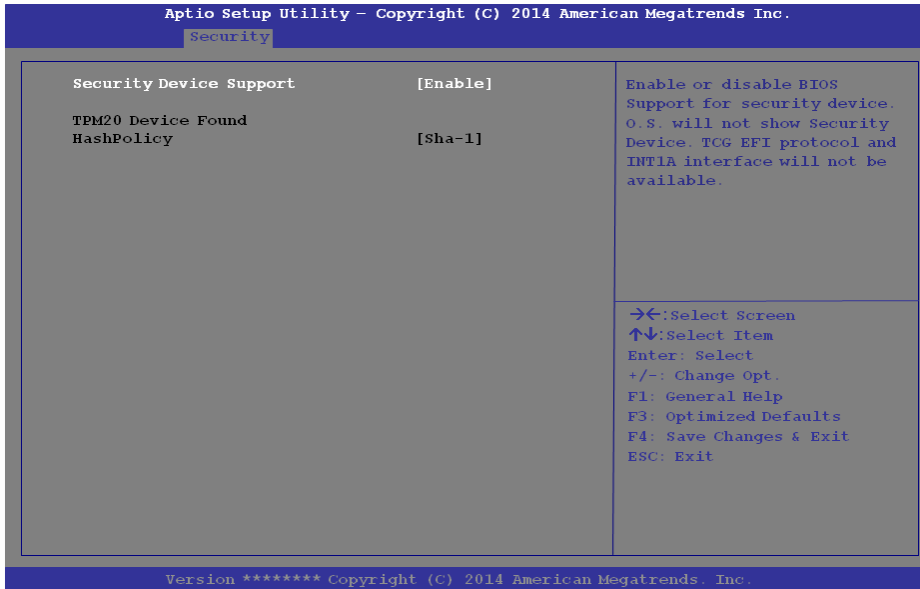 Aptio Setup Utility – Copyright (C) 2014 American Megatrends Inc.
Security
Security Device Support [Enable]
TPM20 Device Found
HashPolicy [Sha-1]
Enable or disable BIOS
Support for security device.
O.S. will not show Security
Device. TCG EFI protocol and
INT1A interface will not be
available.
→←:Select Screen
↑↓:Select Item
Enter: Select
+/-: Change Opt.
F1: General Help
F3: Optimized Defaults
F4: Save Changes & Exit
ESC: Exit
Version ******** Copyright (C) 2014 American Megatrends. Inc.